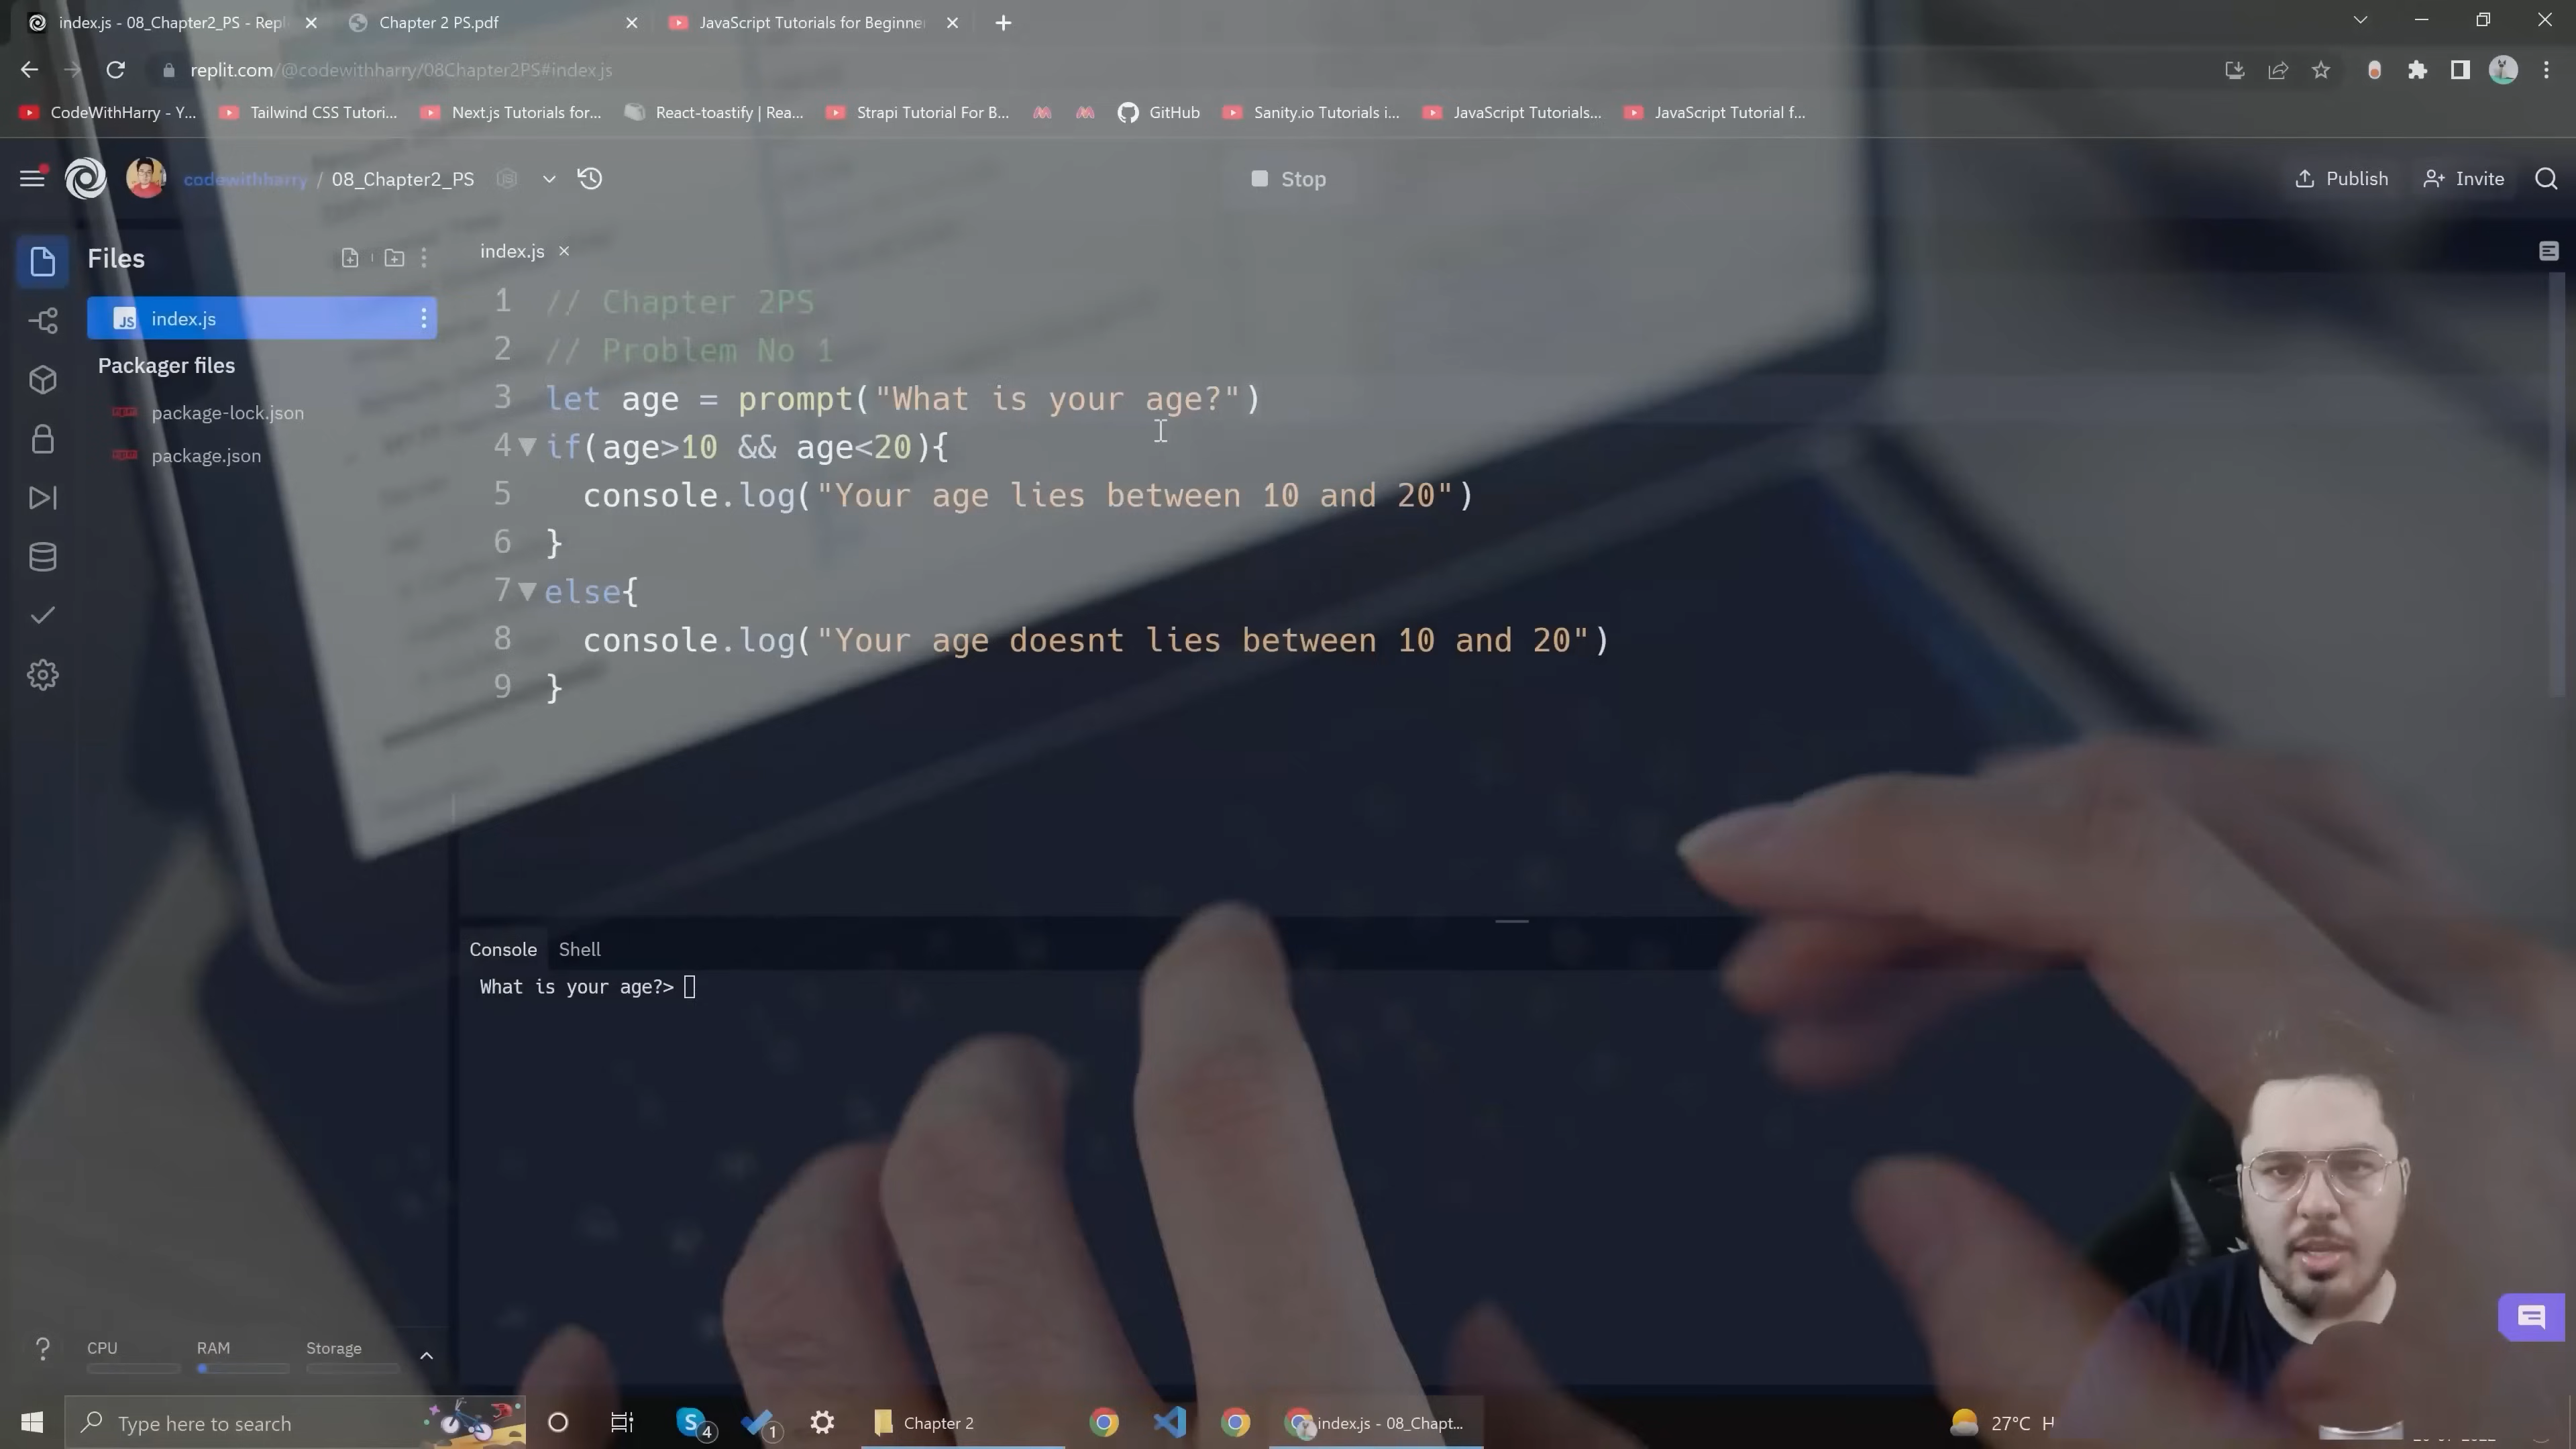 index.js - 08_Chapter2_PS - Repl
Chapter 2 PS.pdf
JavaScript Tutorials for Beginne
replit.com/@codewithharry/08Chapter2PS#index.js
CodeWithHarry - Y...
Tailwind CSS Tutori...
Next.js Tutorials for...
React-toastify | Rea...
Strapi Tutorial For B...
GitHub
Sanity.io Tutorials i...
JavaScript Tutorials...
JavaScript Tutorial f...
codewithharry / 08_Chapter2_PS
Stop
Publish
Invite
Files
index.js
JS index.js
Packager files
package-lock.json
package.json
1 // Chapter 2PS
2 // Problem No 1
3 let age = prompt("What is your age?")
4 if(age>10 && age<20){
5 console.log("Your age lies between 10 and 20")
6 }
7 else{
8 console.log("Your age doesnt lies between 10 and 20")
9 }
Console
Shell
What is your age?>
CPU
RAM
Storage
Type here to search
4
1
Chapter 2
index.js - 08_Chapt...
27°C H